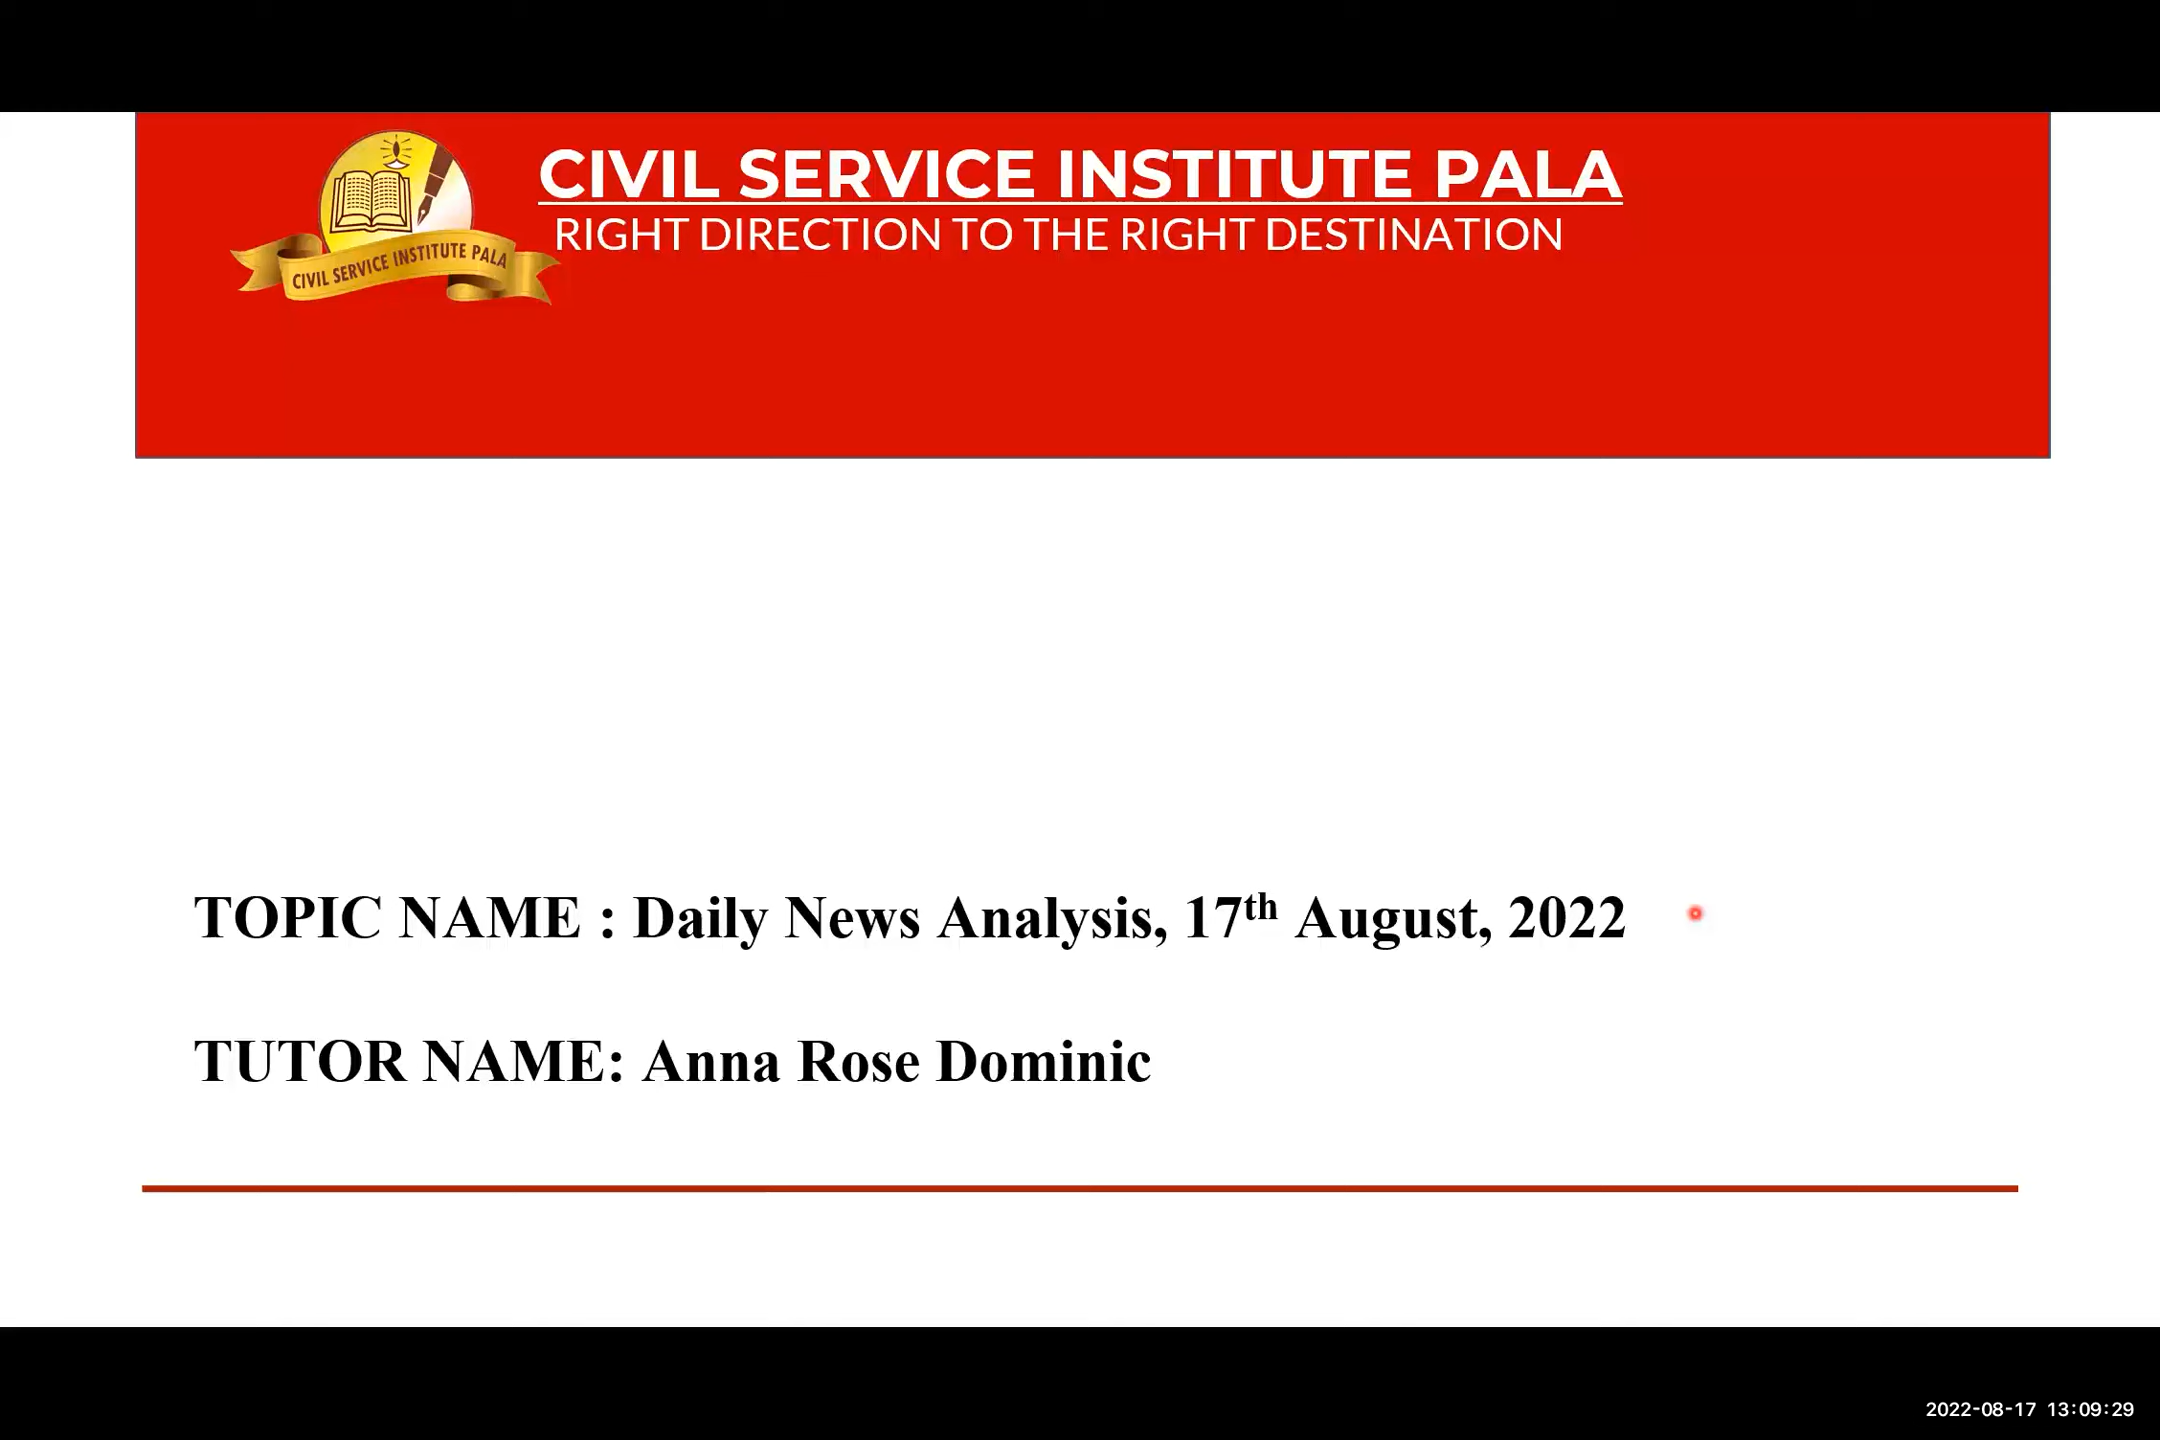 CIVIL SERVICE INSTITUTE PALA
RIGHT DIRECTION TO THE RIGHT DESTINATION
CIVIL SERVICE INSTITUTE PALA
TOPIC NAME : Daily News Analysis, 17th August, 2022
TUTOR NAME: Anna Rose Dominic
2022-08-17 13:09:29